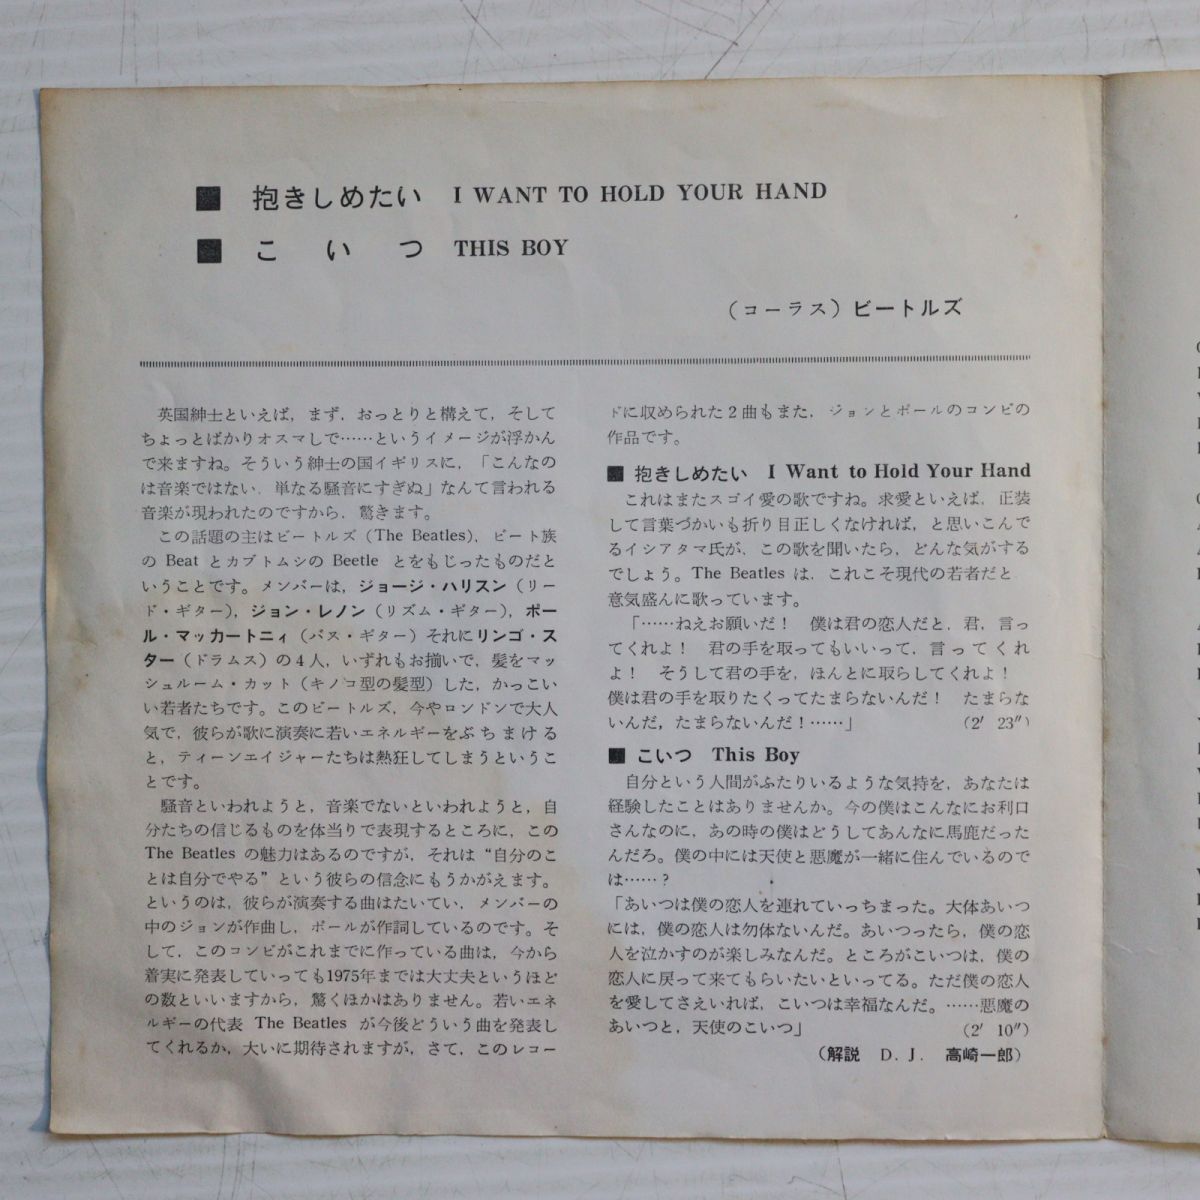 ■ 抱きしめたい I WANT TO HOLD YOUR HAND
■ こいつ THIS BOY
（コーラス）ビートルズ
英国紳士といえば，まず，おっとりと構えて，そして
ちょっとばかりオスマしで……というイメージが浮かん
で来ますね。そういう紳士の国イギリスに，「こんなの
は音楽ではない．単なる騒音にすぎぬ」なんて言われる
音楽が現われたのですから．驚きます。
この話題の主はビートルズ（The Beatles），ビート族
の Beat とカブトムシの Beetle とをもじったものだと
いうことです。メンバーは，ジョージ・ハリスン（リー
ド・ギター），ジョン・レノン（リズム・ギター），ポー
ル・マッカートニィ（バス・ギター）それにリンゴ・ス
ター（ドラムス）の４人，いずれもお揃いで，髪をマッ
シュルーム・カット（キノコ型の髪型）した，かっこい
い若者たちです。このビートルズ，今やロンドンで大人
気で，彼らが歌に演奏に若いエネルギーをぶちまける
と，ティーンエイジャーたちは熱狂してしまうというこ
とです。
騒音といわれようと，音楽でないといわれようと，自
分たちの信じるものを体当りで表現するところに，この
The Beatles の魅力はあるのですが，それは“自分のこ
とは自分でやる”という彼らの信念にもうかがえます。
というのは，彼らが演奏する曲はたいてい，メンバーの
中のジョンが作曲し，ポールが作詞しているのです。そ
して，このコンビがこれまでに作っている曲は，今から
着実に発表していっても1975年までは大丈夫というほど
の数といいますから，驚くほかはありません。若いエネ
ルギーの代表 The Beatles が今後どういう曲を発表し
てくれるか，大いに期待されますが，さて，このレコー
ドに収められた２曲もまた，ジョンとポールのコンビの
作品です。
■ 抱きしめたい I Want to Hold Your Hand
これはまたスゴイ愛の歌ですね。求愛といえば，正装
して言葉づかいも折り目正しくなければ，と思いこんで
るイシアタマ氏が，この歌を聞いたら，どんな気がする
でしょう。The Beatles は，これこそ現代の若者だと
意気盛んに歌っています。
「……ねえお願いだ！ 僕は君の恋人だと，君，言っ
てくれよ！ 君の手を取ってもいいって，言ってくれ
よ！ そうして君の手を，ほんとに取らしてくれよ！
僕は君の手を取りたくってたまらないんだ！ たまらな
いんだ，たまらないんだ！……」 （2′ 23″）
■ こいつ This Boy
自分という人間がふたりいるような気持を，あなたは
経験したことはありませんか。今の僕はこんなにお利口
さんなのに，あの時の僕はどうしてあんなに馬鹿だった
んだろ。僕の中には天使と悪魔が一緒に住んでいるので
は……？
「あいつは僕の恋人を連れていっちまった。大体あいつ
には，僕の恋人は勿体ないんだ。あいつったら，僕の恋
人を泣かすのが楽しみなんだ。ところがこいつは，僕の
恋人に戻って来てもらいたいといってる。ただ僕の恋人
を愛してさえいれば，こいつは幸福なんだ。……悪魔の
あいつと，天使のこいつ」 （2′ 10″）
（解説 D.J. 高崎一郎）